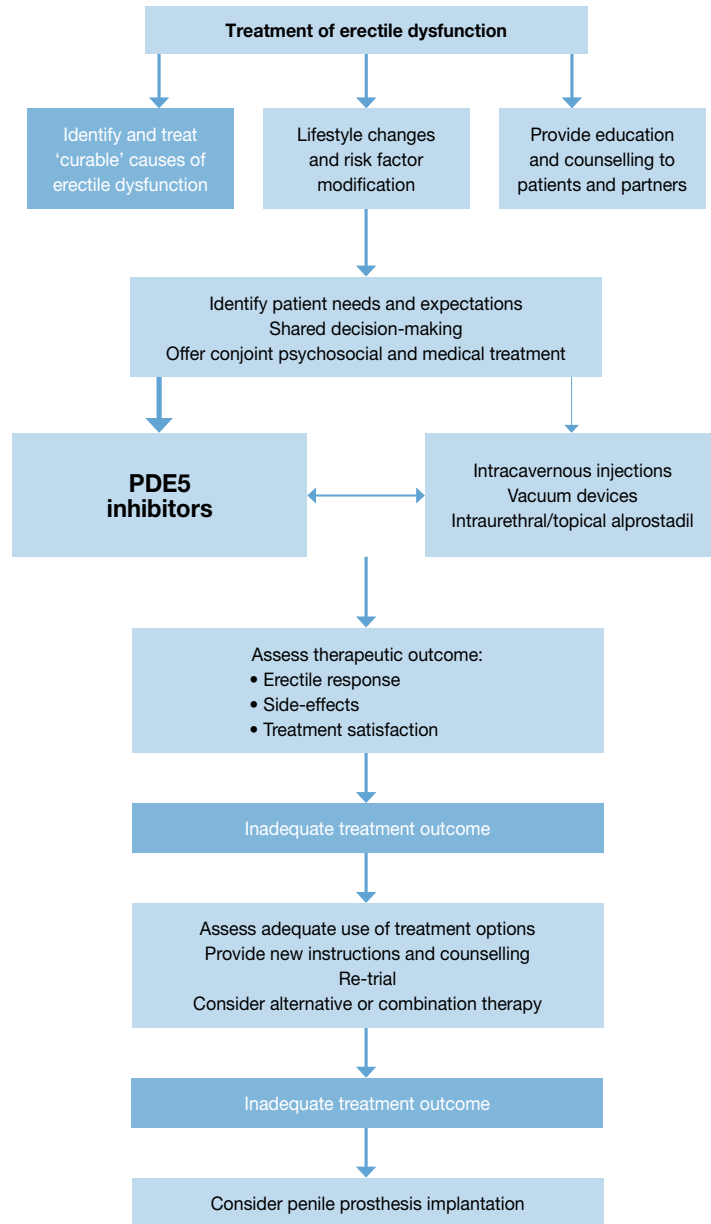 Treatment of erectile dysfunction
Identify and treat
‘curable’ causes of
erectile dysfunction
Lifestyle changes
and risk factor
modification
Provide education
and counselling to
patients and partners
Identify patient needs and expectations
Shared decision-making
Offer conjoint psychosocial and medical treatment
PDE5
inhibitors
Intracavernous injections
Vacuum devices
Intraurethral/topical alprostadil
Assess therapeutic outcome:
• Erectile response
• Side-effects
• Treatment satisfaction
Inadequate treatment outcome
Assess adequate use of treatment options
Provide new instructions and counselling
Re-trial
Consider alternative or combination therapy
Inadequate treatment outcome
Consider penile prosthesis implantation